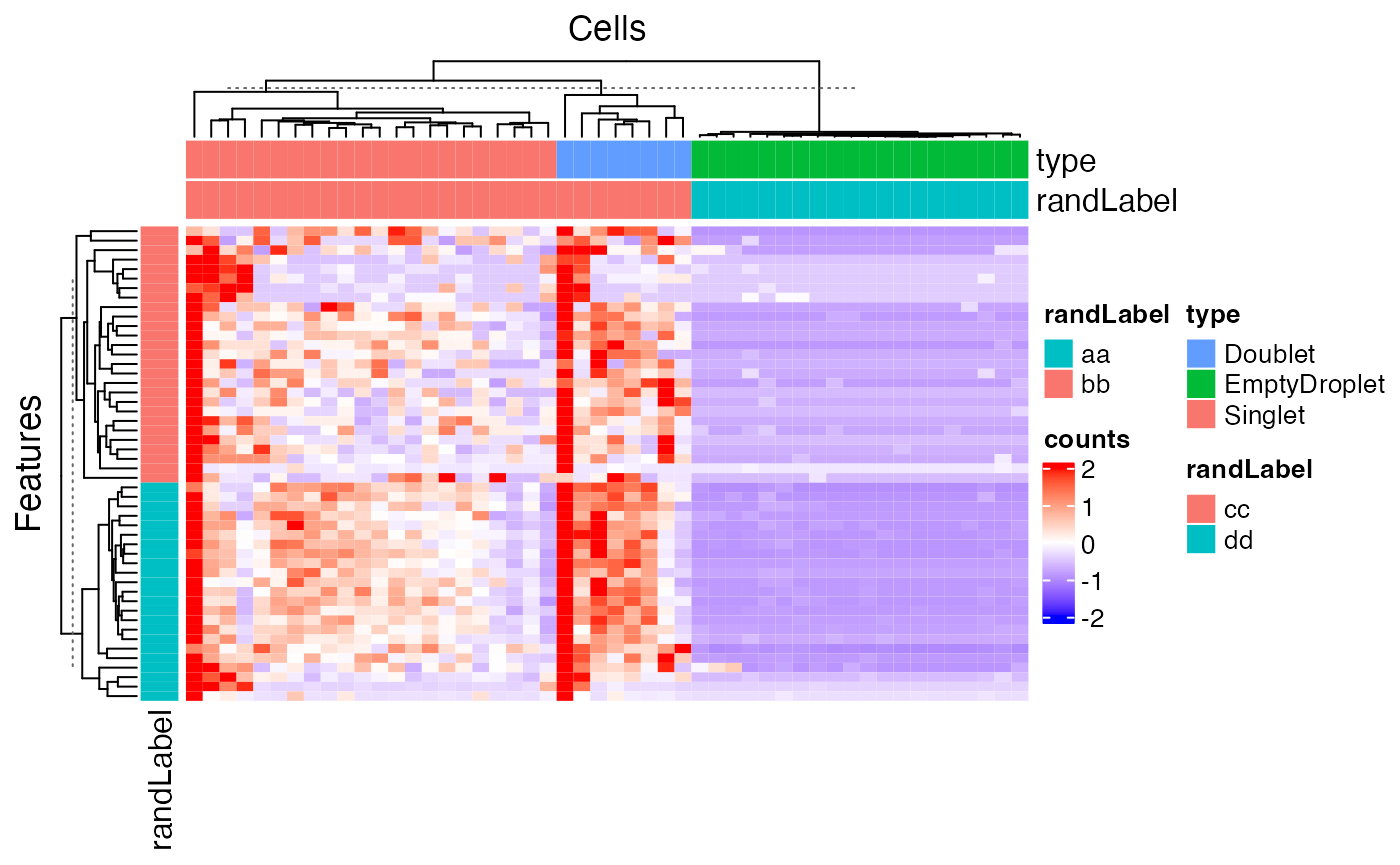 Cells
type
randLabel
Features
randLabel
randLabel
aa
bb
counts
2
1
0
-1
-2
type
Doublet
EmptyDroplet
Singlet
randLabel
cc
dd